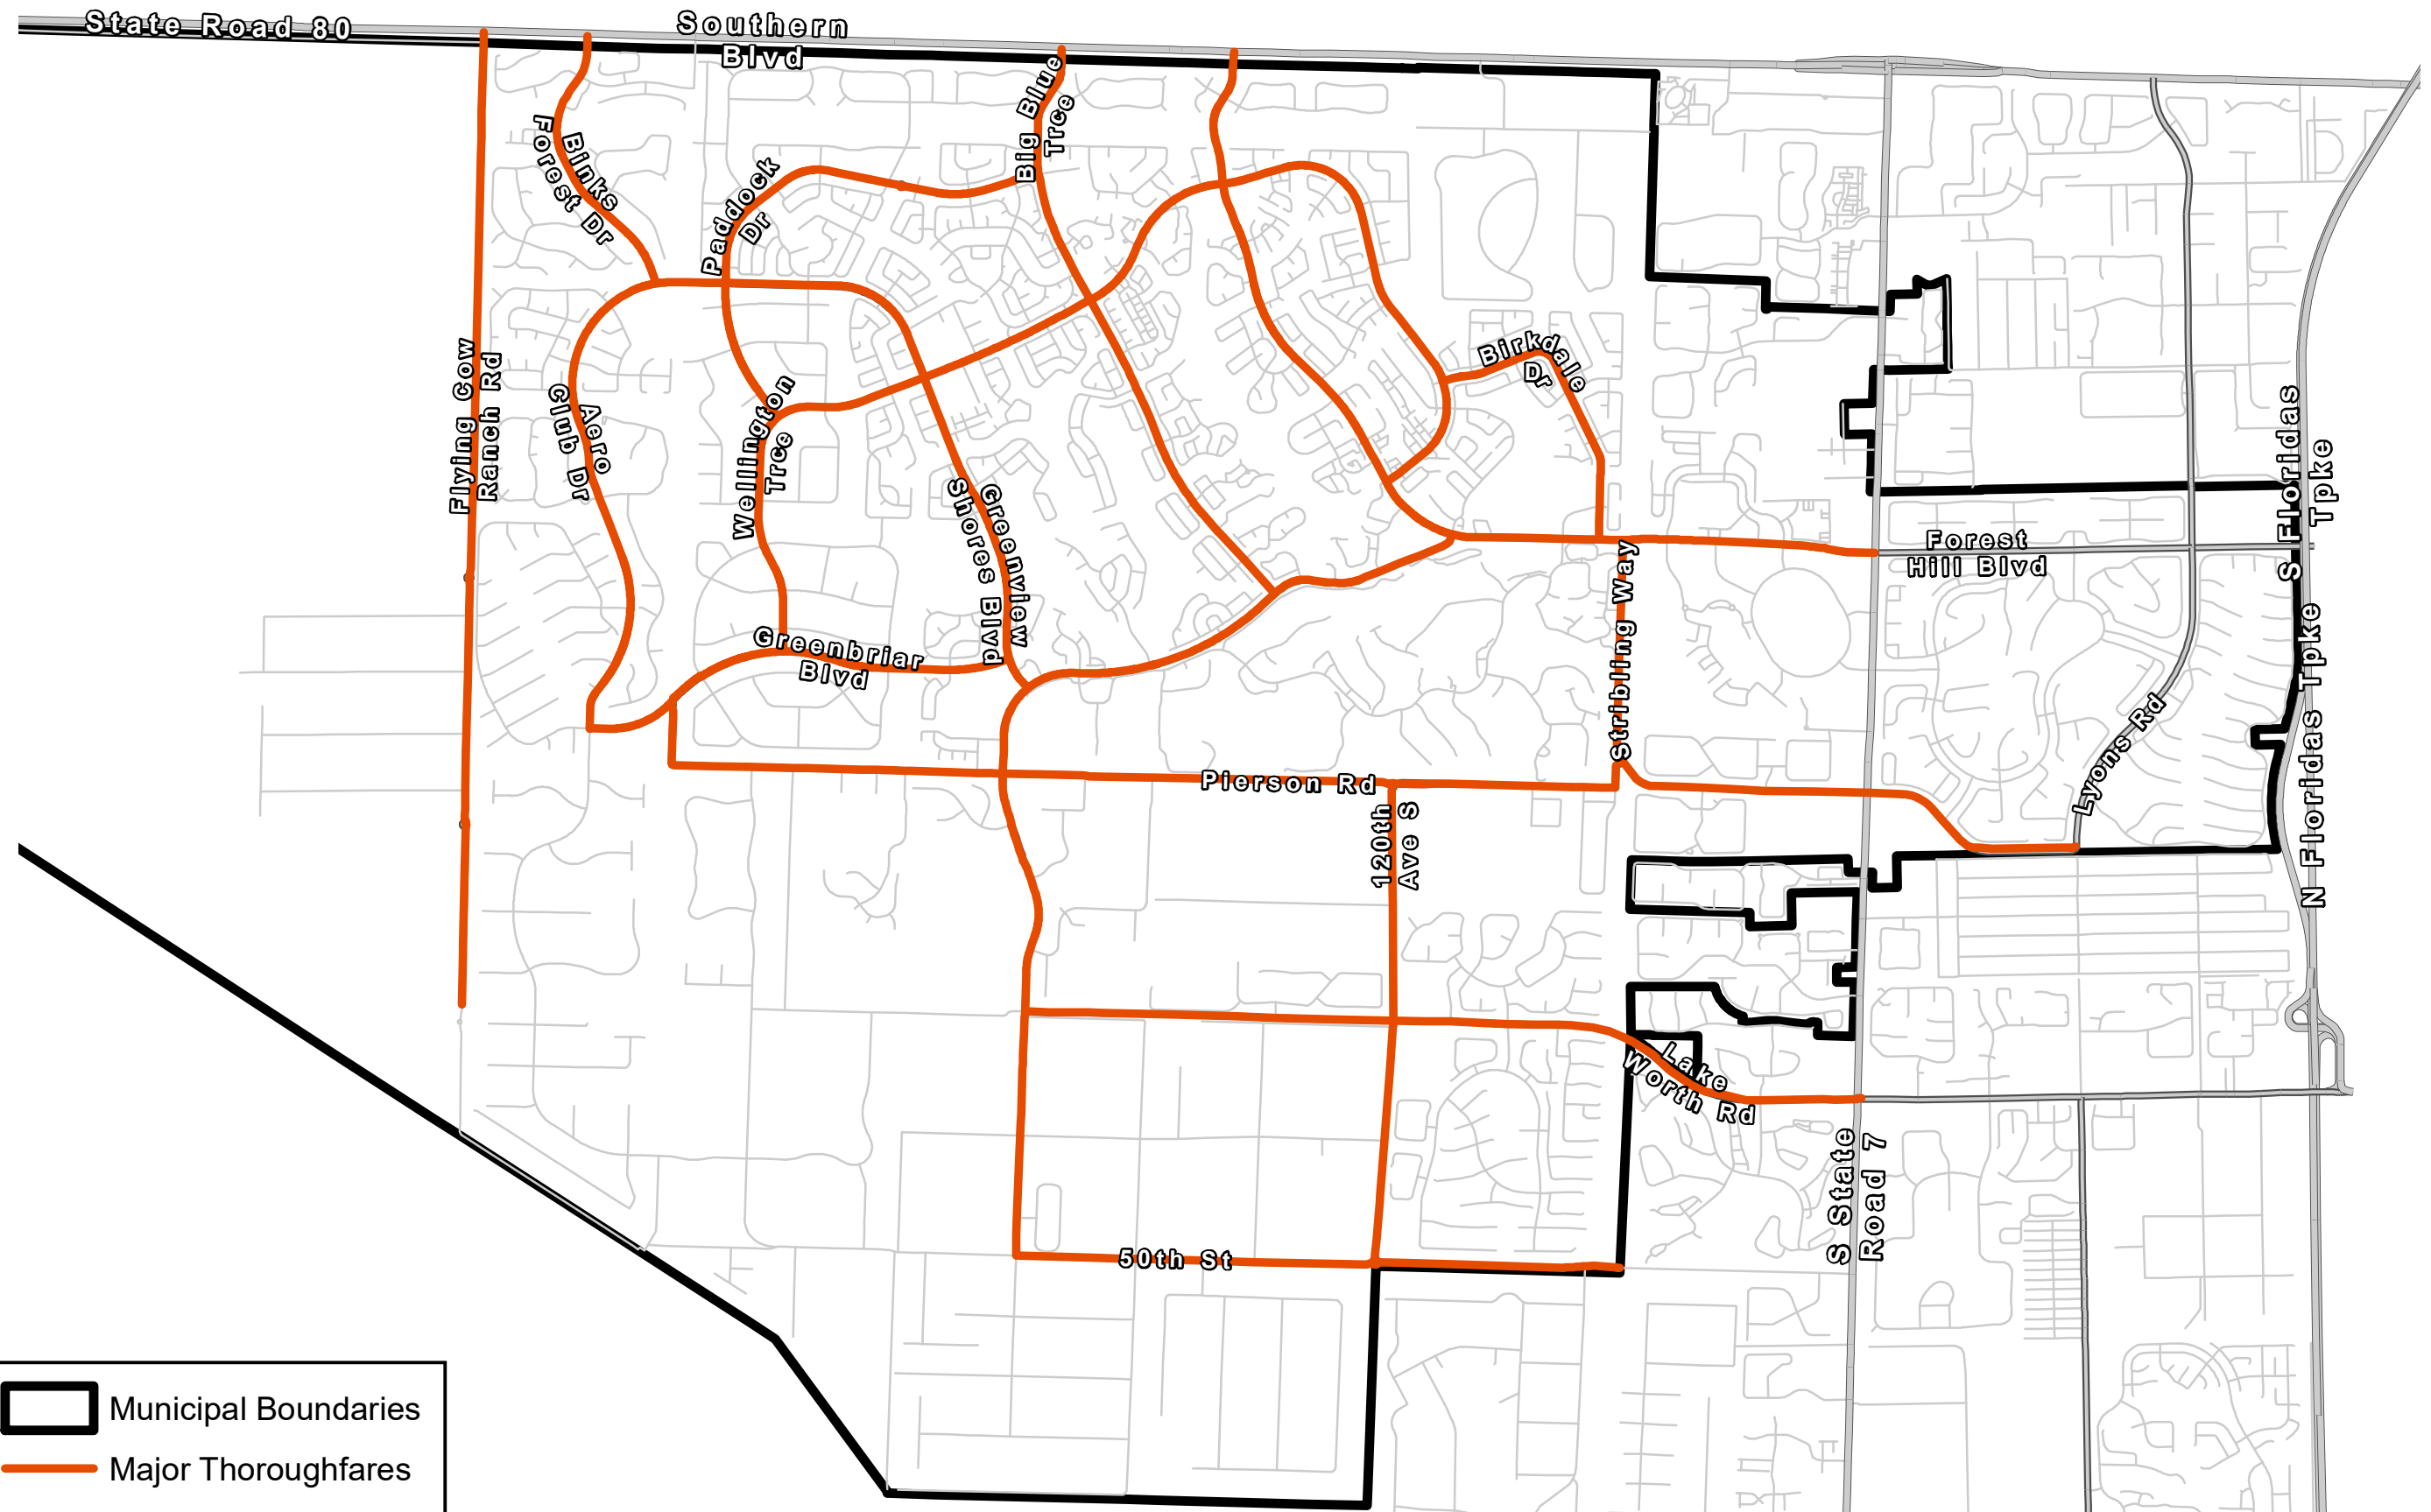 State Road 80
Southern
Blvd
Big Blue
Trce
Binks
Forest Dr
Paddock
Dr
Flying Cow
Ranch Rd
Aero
Club Dr
Wellington
Trce
Birkdale
Dr
Greenview
Shores Blvd
Greenbriar
Blvd
Stribling Way
Forest
Hill Blvd
S Floridas
Tpke
N Floridas Tpke
Lyons Rd
Pierson Rd
120th
Ave S
Lake
Worth Rd
S State
Road 7
50th St
Municipal Boundaries
Major Thoroughfares